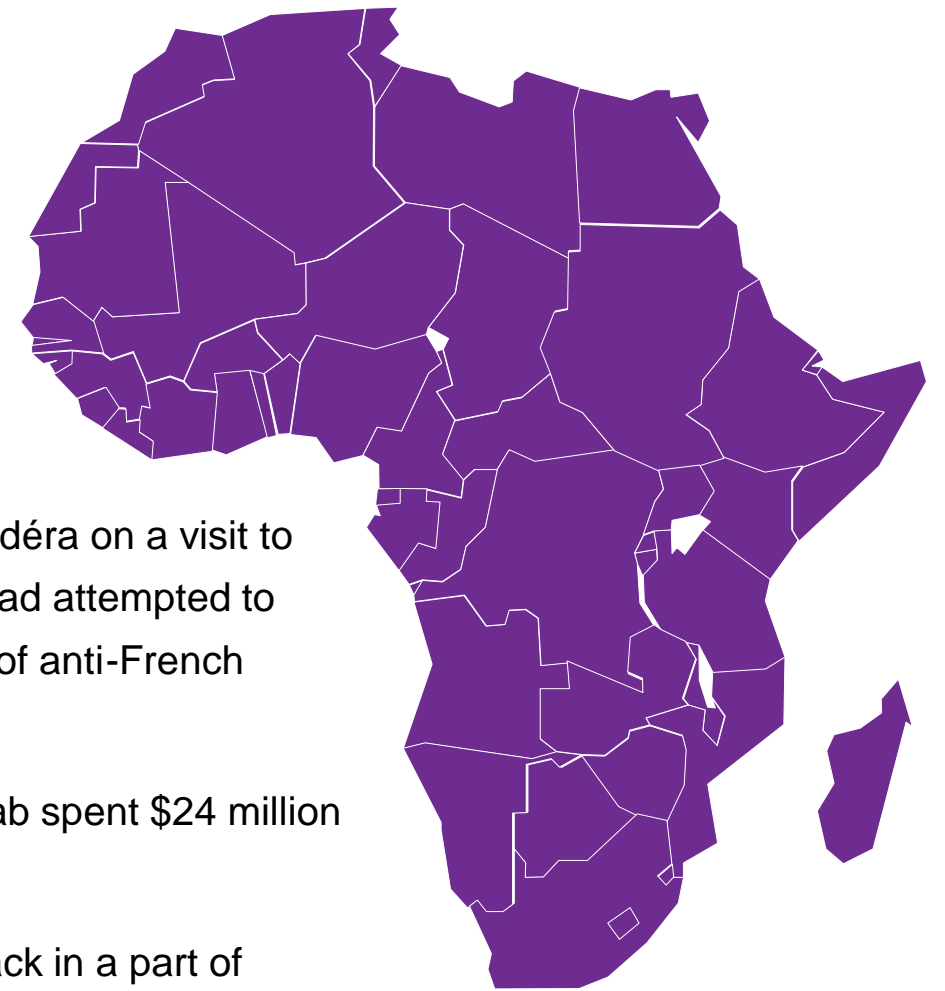 déra on a visit to
ad attempted to
of anti-French
ab spent $24 million
ck in a part of